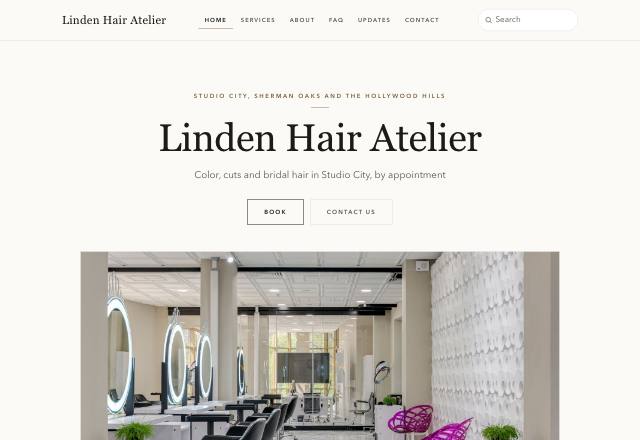 Linden Hair Atelier
HOME SERVICES ABOUT FAQ UPDATES CONTACT
Search
STUDIO CITY, SHERMAN OAKS AND THE HOLLYWOOD HILLS
Linden Hair Atelier
Color, cuts and bridal hair in Studio City, by appointment
BOOK CONTACT US